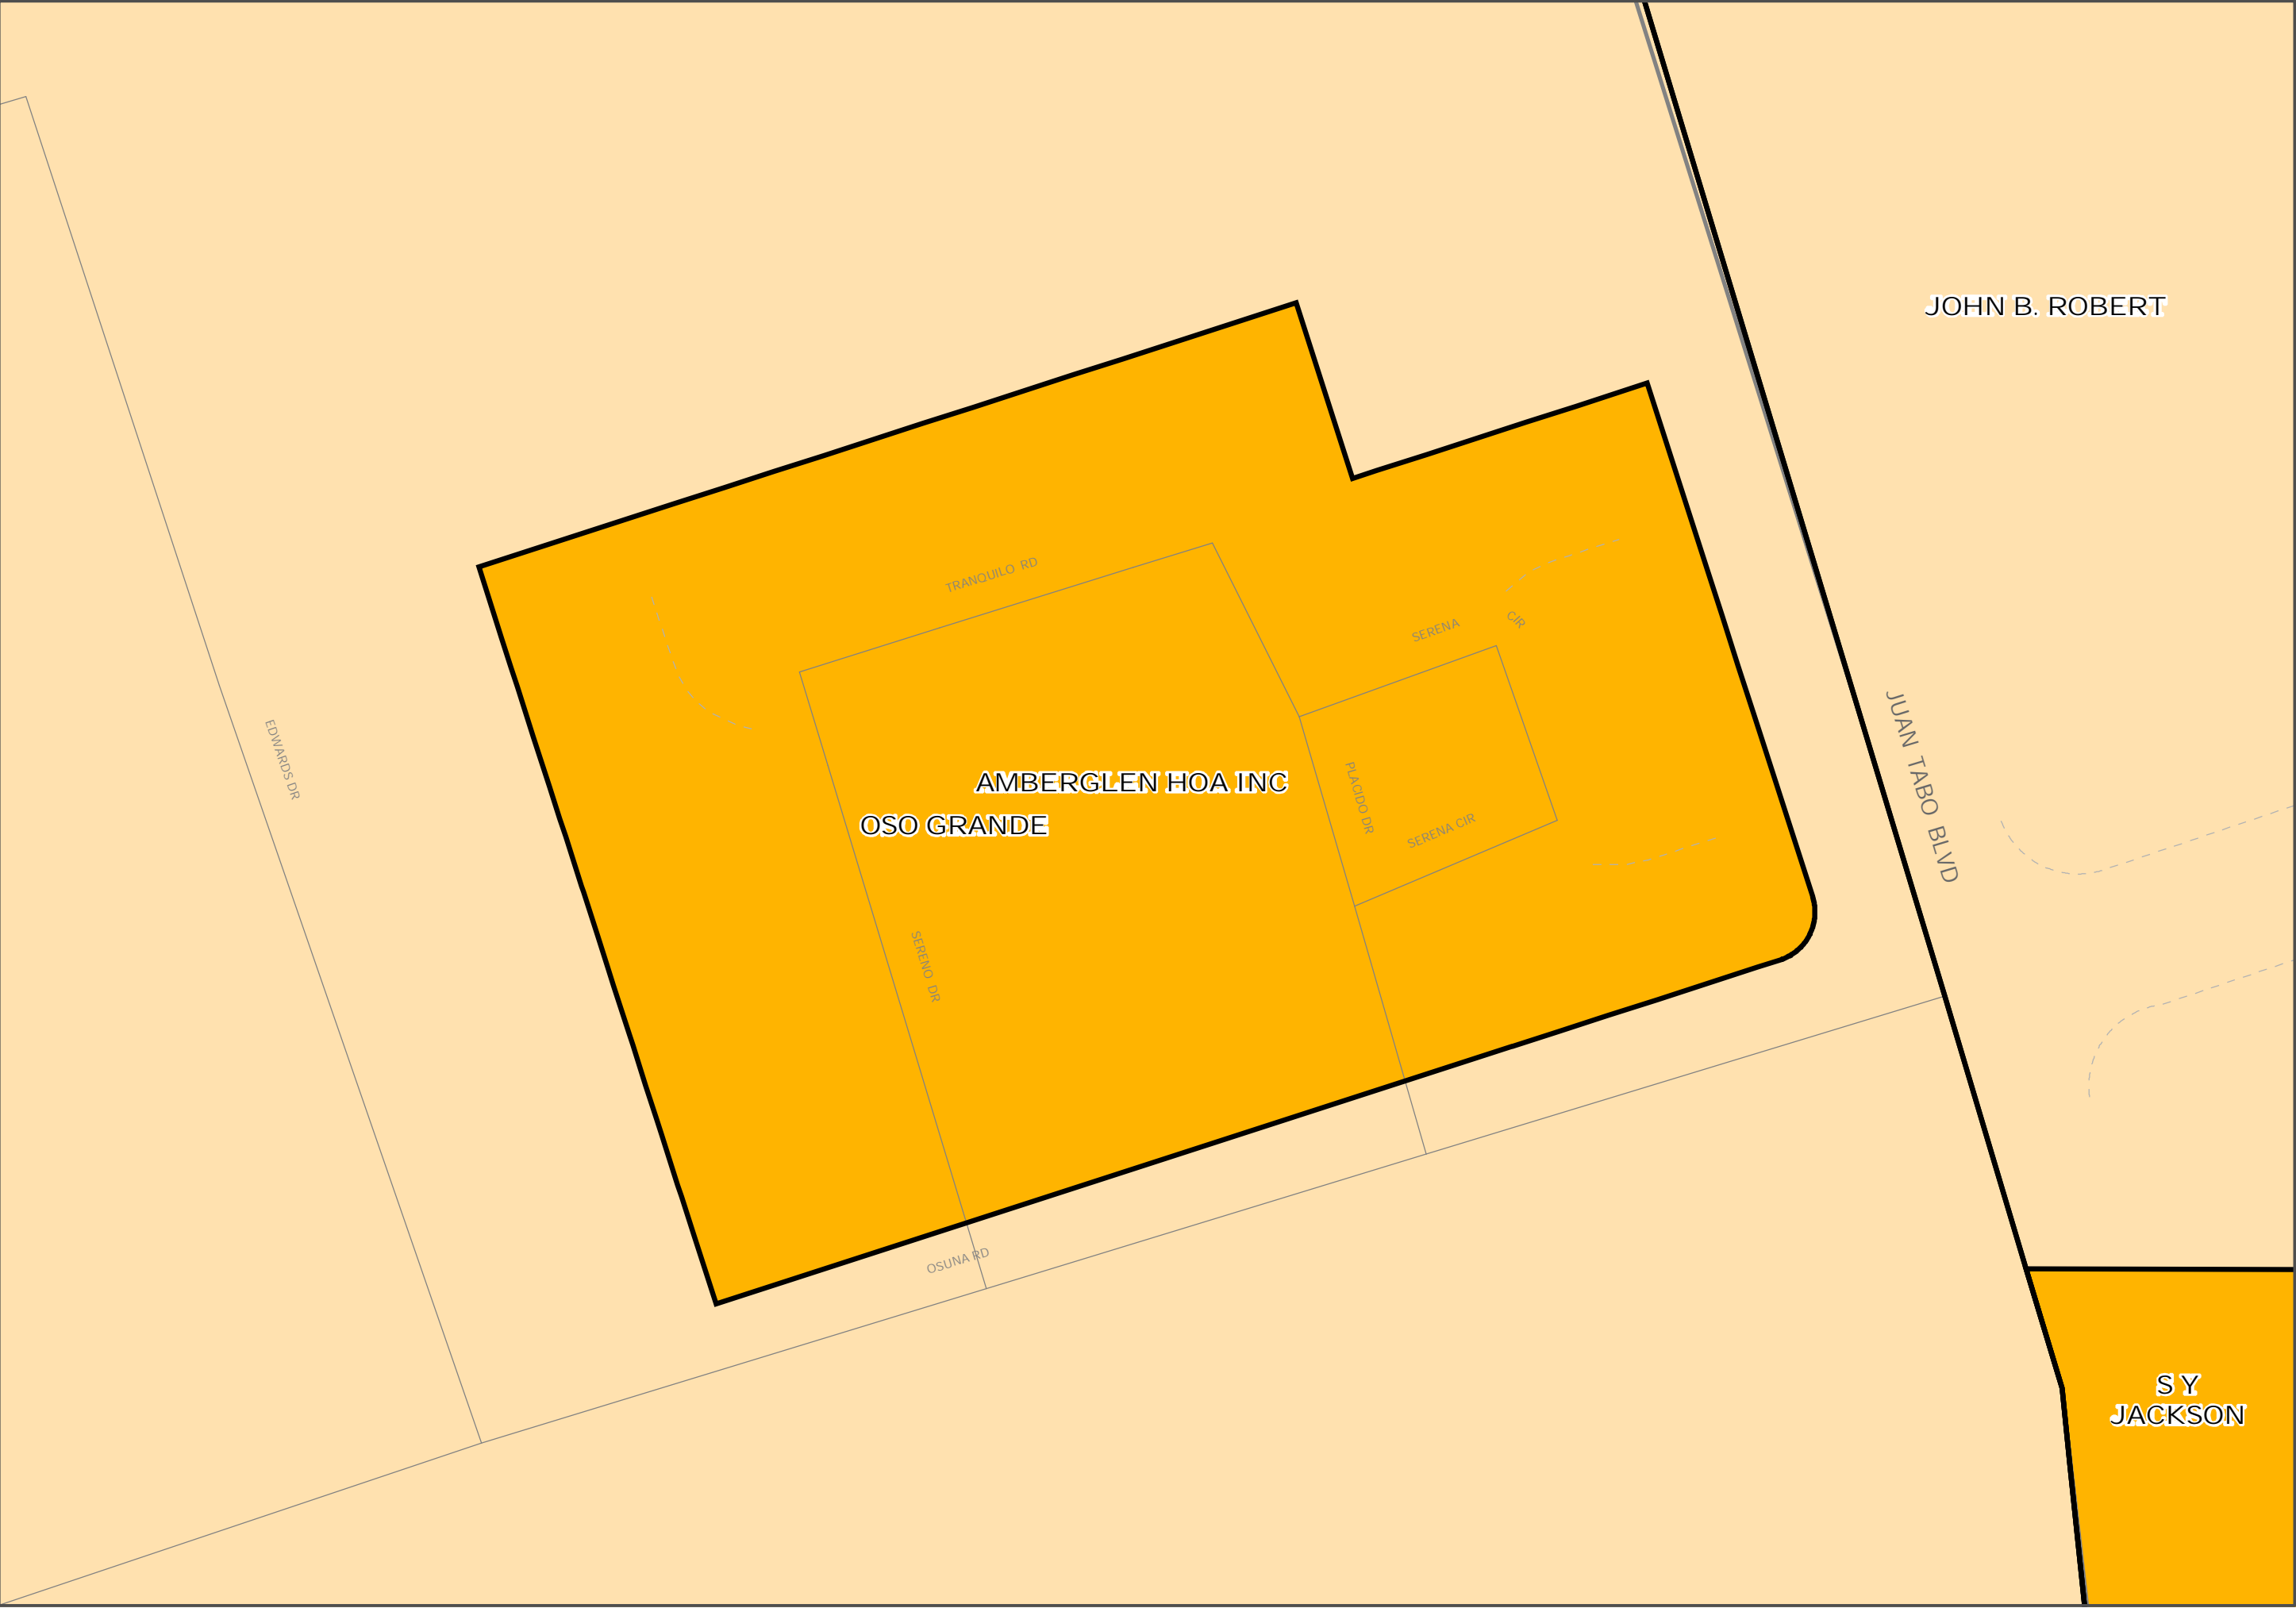 JOHN B. ROBERT
TRANQUILO RD
SERENA
CIR
EDWARDS DR
JUAN TABO BLVD
AMBERGLEN HOA INC
PLACIDO DR
OSO GRANDE
SERENA CIR
SERENO DR
OSUNA RD
S Y
JACKSON